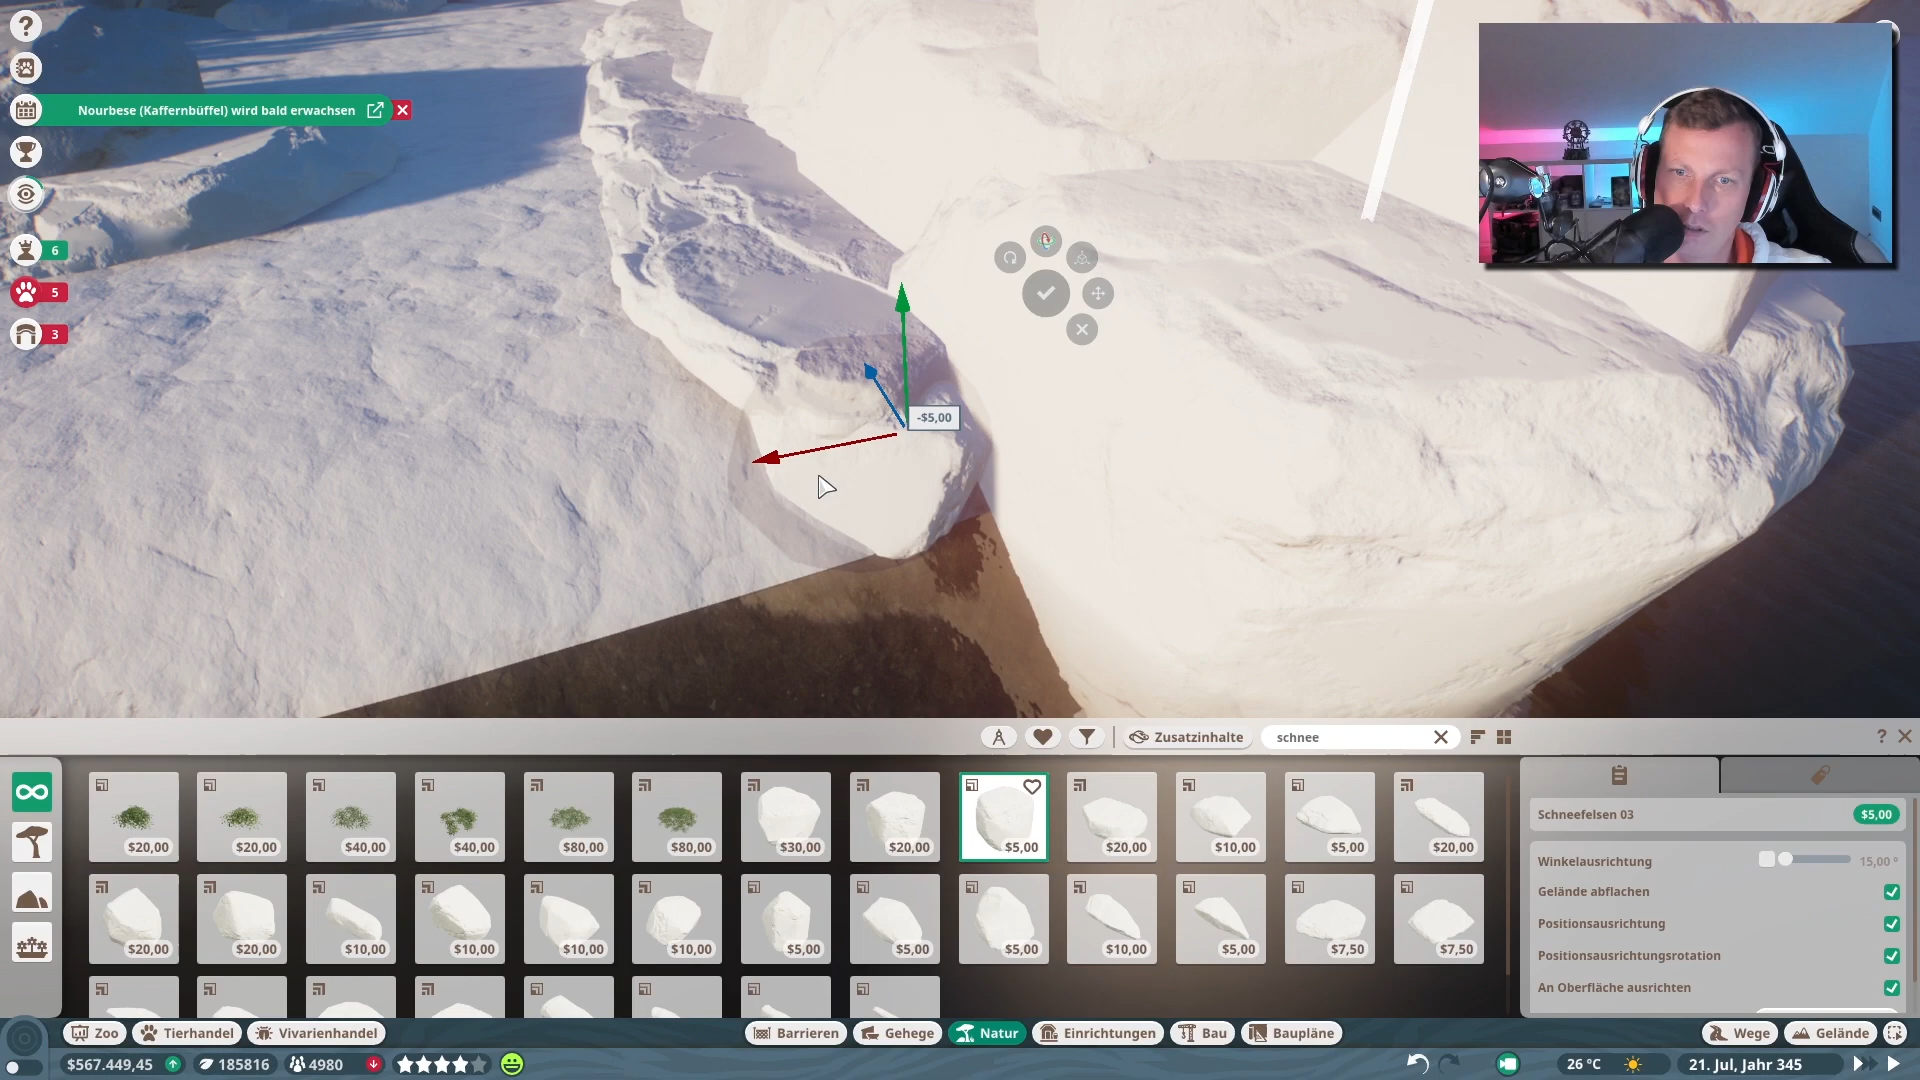 Nourbese (Kaffernbüffel) wird bald erwachsen
6
5
3
-$5,00
Zusatzinhalte
schnee
?
$20,00 $20,00 $40,00 $40,00 $80,00 $80,00 $30,00 $20,00 $5,00 $20,00 $10,00 $5,00 $20,00
$20,00 $20,00 $10,00 $10,00 $10,00 $10,00 $5,00 $5,00 $5,00 $10,00 $5,00 $7,50 $7,50
Schneefelsen 03 $5,00
Winkelausrichtung 15,00 °
Gelände abflachen
Positionsausrichtung
Positionsausrichtungsrotation
An Oberfläche ausrichten
Zoo Tierhandel Vivarienhandel Barrieren Gehege Natur Einrichtungen Bau Baupläne Wege Gelände
$567.449,45 185816 4980 26 °C 21. Jul, Jahr 345